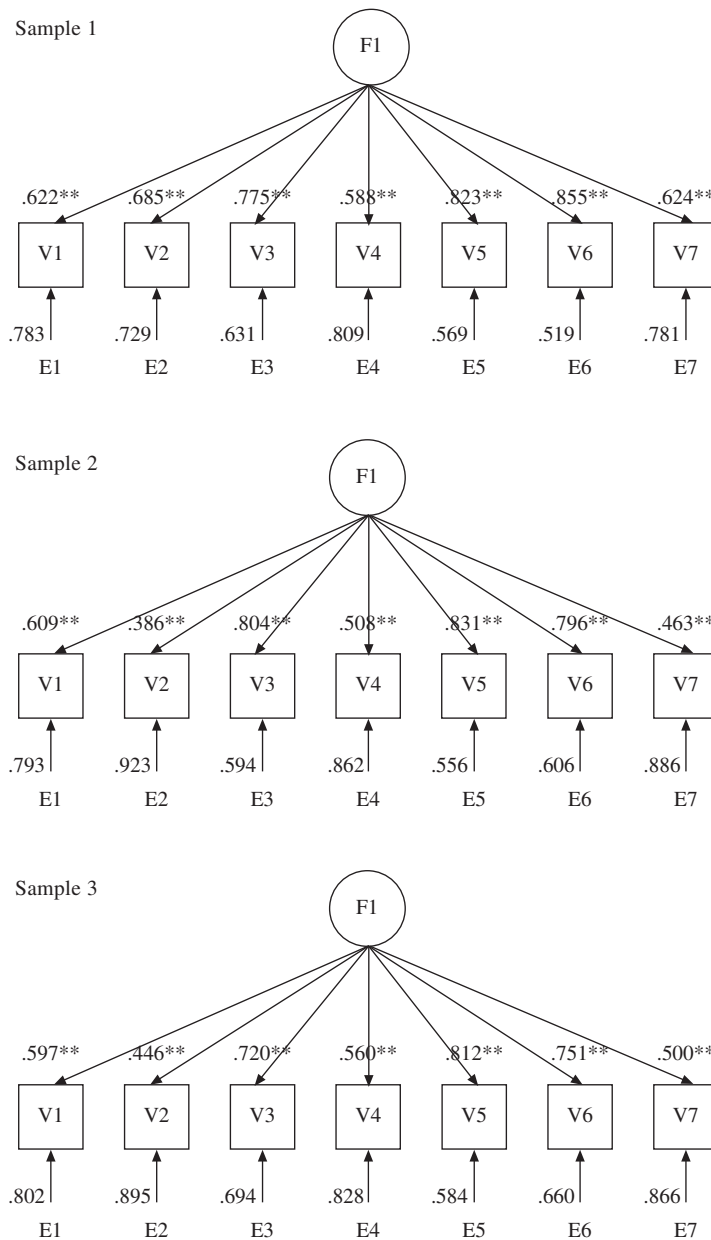 Sample 1
F1
.622** .685** .775** .588** .823** .855** .624**
V1 V2 V3 V4 V5 V6 V7
.783 .729 .631 .809 .569 .519 .781
E1 E2 E3 E4 E5 E6 E7
Sample 2
F1
.609** .386** .804** .508** .831** .796** .463**
V1 V2 V3 V4 V5 V6 V7
.793 .923 .594 .862 .556 .606 .886
E1 E2 E3 E4 E5 E6 E7
Sample 3
F1
.597** .446** .720** .560** .812** .751** .500**
V1 V2 V3 V4 V5 V6 V7
.802 .895 .694 .828 .584 .660 .866
E1 E2 E3 E4 E5 E6 E7